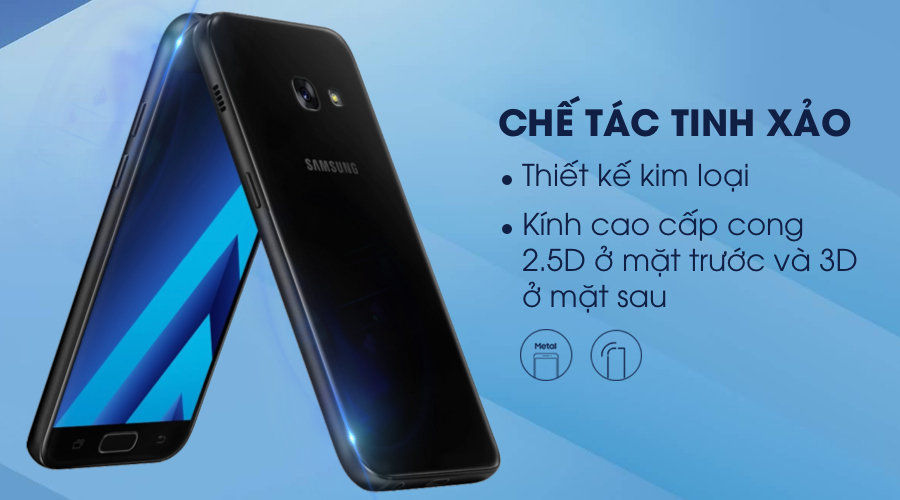 SAMSUNG
CHẾ TÁC TINH XẢO
• Thiết kế kim loại
• Kính cao cấp cong
2.5D ở mặt trước và 3D
ở mặt sau
Metal